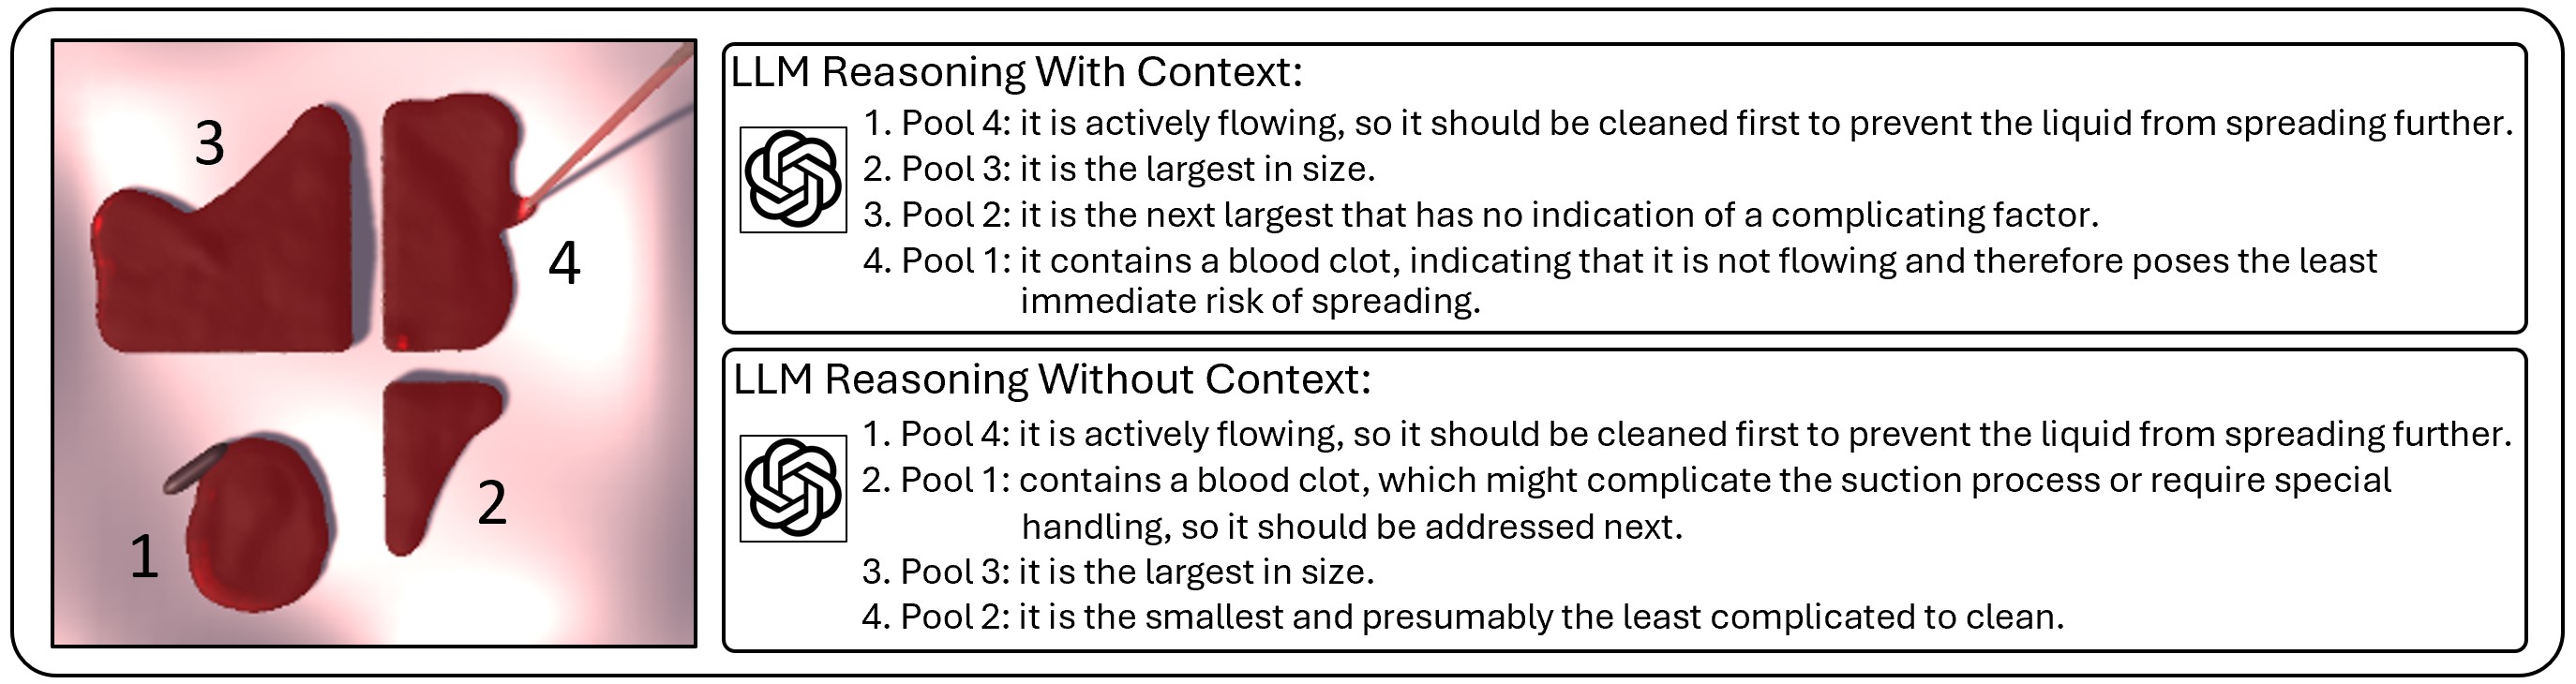 3
4
2
1
LLM Reasoning With Context:
1. Pool 4: it is actively flowing, so it should be cleaned first to prevent the liquid from spreading further.
2. Pool 3: it is the largest in size.
3. Pool 2: it is the next largest that has no indication of a complicating factor.
4. Pool 1: it contains a blood clot, indicating that it is not flowing and therefore poses the least
immediate risk of spreading.
LLM Reasoning Without Context:
1. Pool 4: it is actively flowing, so it should be cleaned first to prevent the liquid from spreading further.
2. Pool 1: contains a blood clot, which might complicate the suction process or require special
handling, so it should be addressed next.
3. Pool 3: it is the largest in size.
4. Pool 2: it is the smallest and presumably the least complicated to clean.